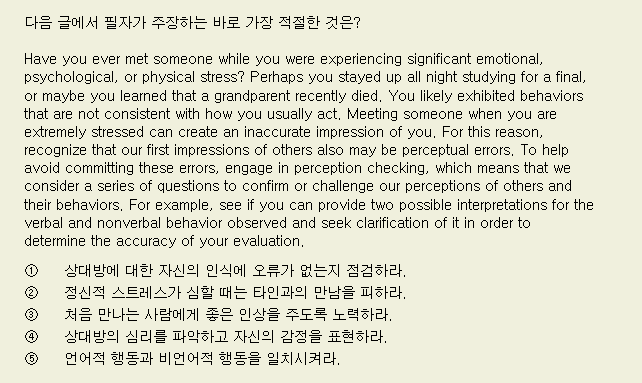 다음 글에서 필자가 주장하는 바로 가장 적절한 것은?
Have you ever met someone while you were experiencing significant emotional,
psychological, or physical stress? Perhaps you stayed up all night studying for a final,
or maybe you learned that a grandparent recently died. You likely exhibited behaviors
that are not consistent with how you usually act. Meeting someone when you are
extremely stressed can create an inaccurate impression of you. For this reason,
recognize that our first impressions of others also may be perceptual errors. To help
avoid committing these errors, engage in perception checking, which means that we
consider a series of questions to confirm or challenge our perceptions of others and
their behaviors. For example, see if you can provide two possible interpretations for the
verbal and nonverbal behavior observed and seek clarification of it in order to
determine the accuracy of your evaluation.
① 상대방에 대한 자신의 인식에 오류가 없는지 점검하라.
② 정신적 스트레스가 심할 때는 타인과의 만남을 피하라.
③ 처음 만나는 사람에게 좋은 인상을 주도록 노력하라.
④ 상대방의 심리를 파악하고 자신의 감정을 표현하라.
⑤ 언어적 행동과 비언어적 행동을 일치시켜라.